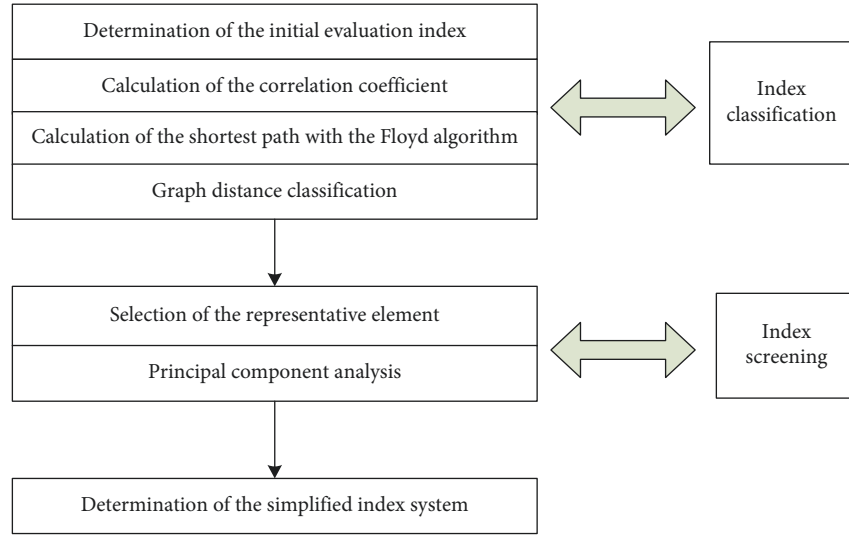 Determination of the initial evaluation index
Calculation of the correlation coefficient
Calculation of the shortest path with the Floyd algorithm
Graph distance classification
Index
classification
Selection of the representative element
Principal component analysis
Index
screening
Determination of the simplified index system